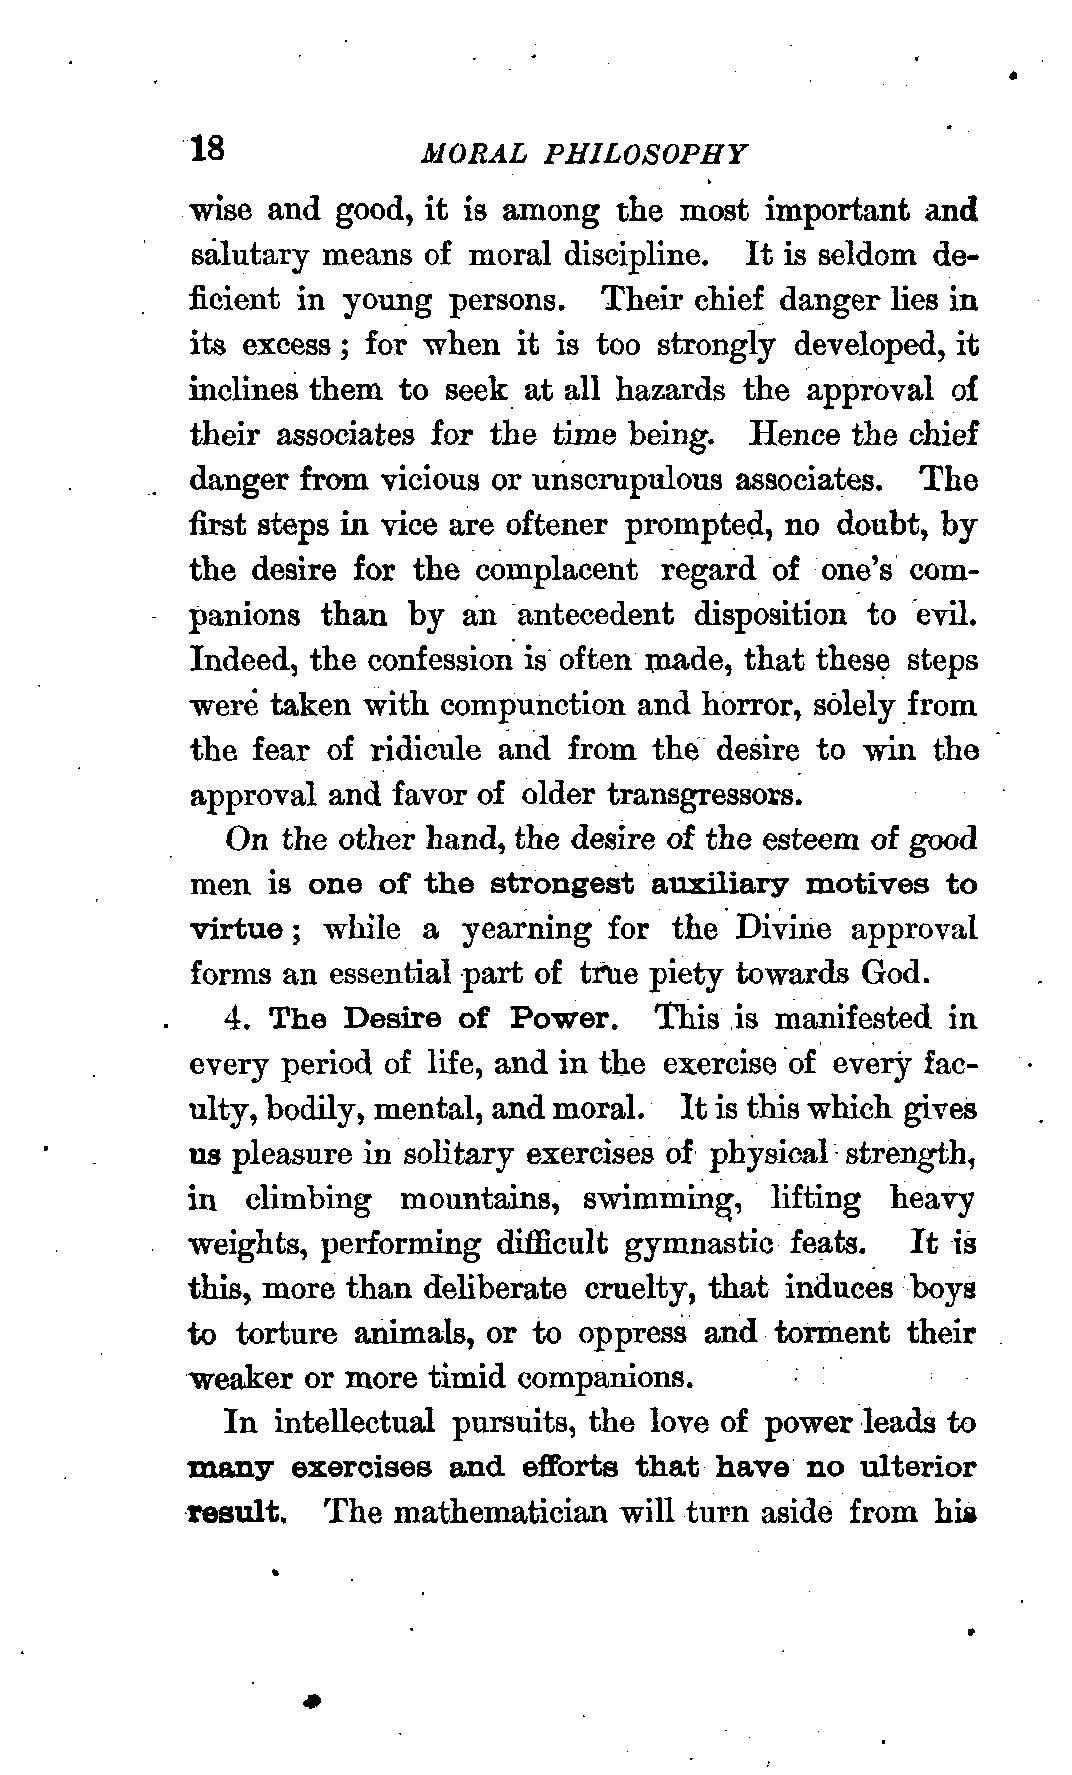 18 MORAL PHILOSOPHY
wise and good, it is among the most important and
salutary means of moral discipline. It is seldom de-
ficient in young persons. Their chief danger lies in
its excess; for when it is too strongly developed, it
inclines them to seek at all hazards the approval of
their associates for the time being. Hence the chief
danger from vicious or unscrupulous associates. The
first steps in vice are oftener prompted, no doubt, by
the desire for the complacent regard of one's com-
panions than by an antecedent disposition to evil.
Indeed, the confession is often made, that these steps
were taken with compunction and horror, solely from
the fear of ridicule and from the desire to win the
approval and favor of older transgressors.
On the other hand, the desire of the esteem of good
men is one of the strongest auxiliary motives to
virtue; while a yearning for the Divine approval
forms an essential part of true piety towards God.
4. The Desire of Power. This is manifested in
every period of life, and in the exercise of every fac-
ulty, bodily, mental, and moral. It is this which gives
us pleasure in solitary exercises of physical strength,
in climbing mountains, swimming, lifting heavy
weights, performing difficult gymnastic feats. It is
this, more than deliberate cruelty, that induces boys
to torture animals, or to oppress and torment their
weaker or more timid companions.
In intellectual pursuits, the love of power leads to
many exercises and efforts that have no ulterior
result. The mathematician will turn aside from his